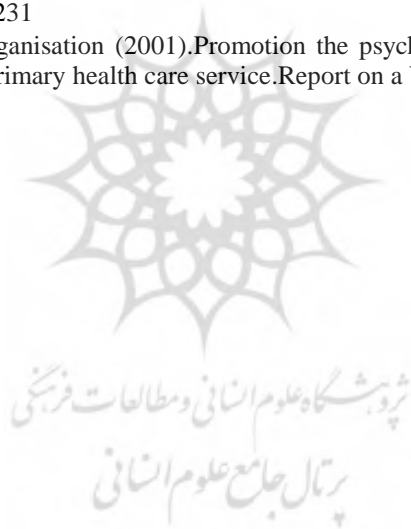 231
ganisation (2001).Promotion the psych
rimary health care service.Report on a
پژوهشگاه علوم انسانی و مطالعات فرهنگی
پرتال جامع علوم انسانی